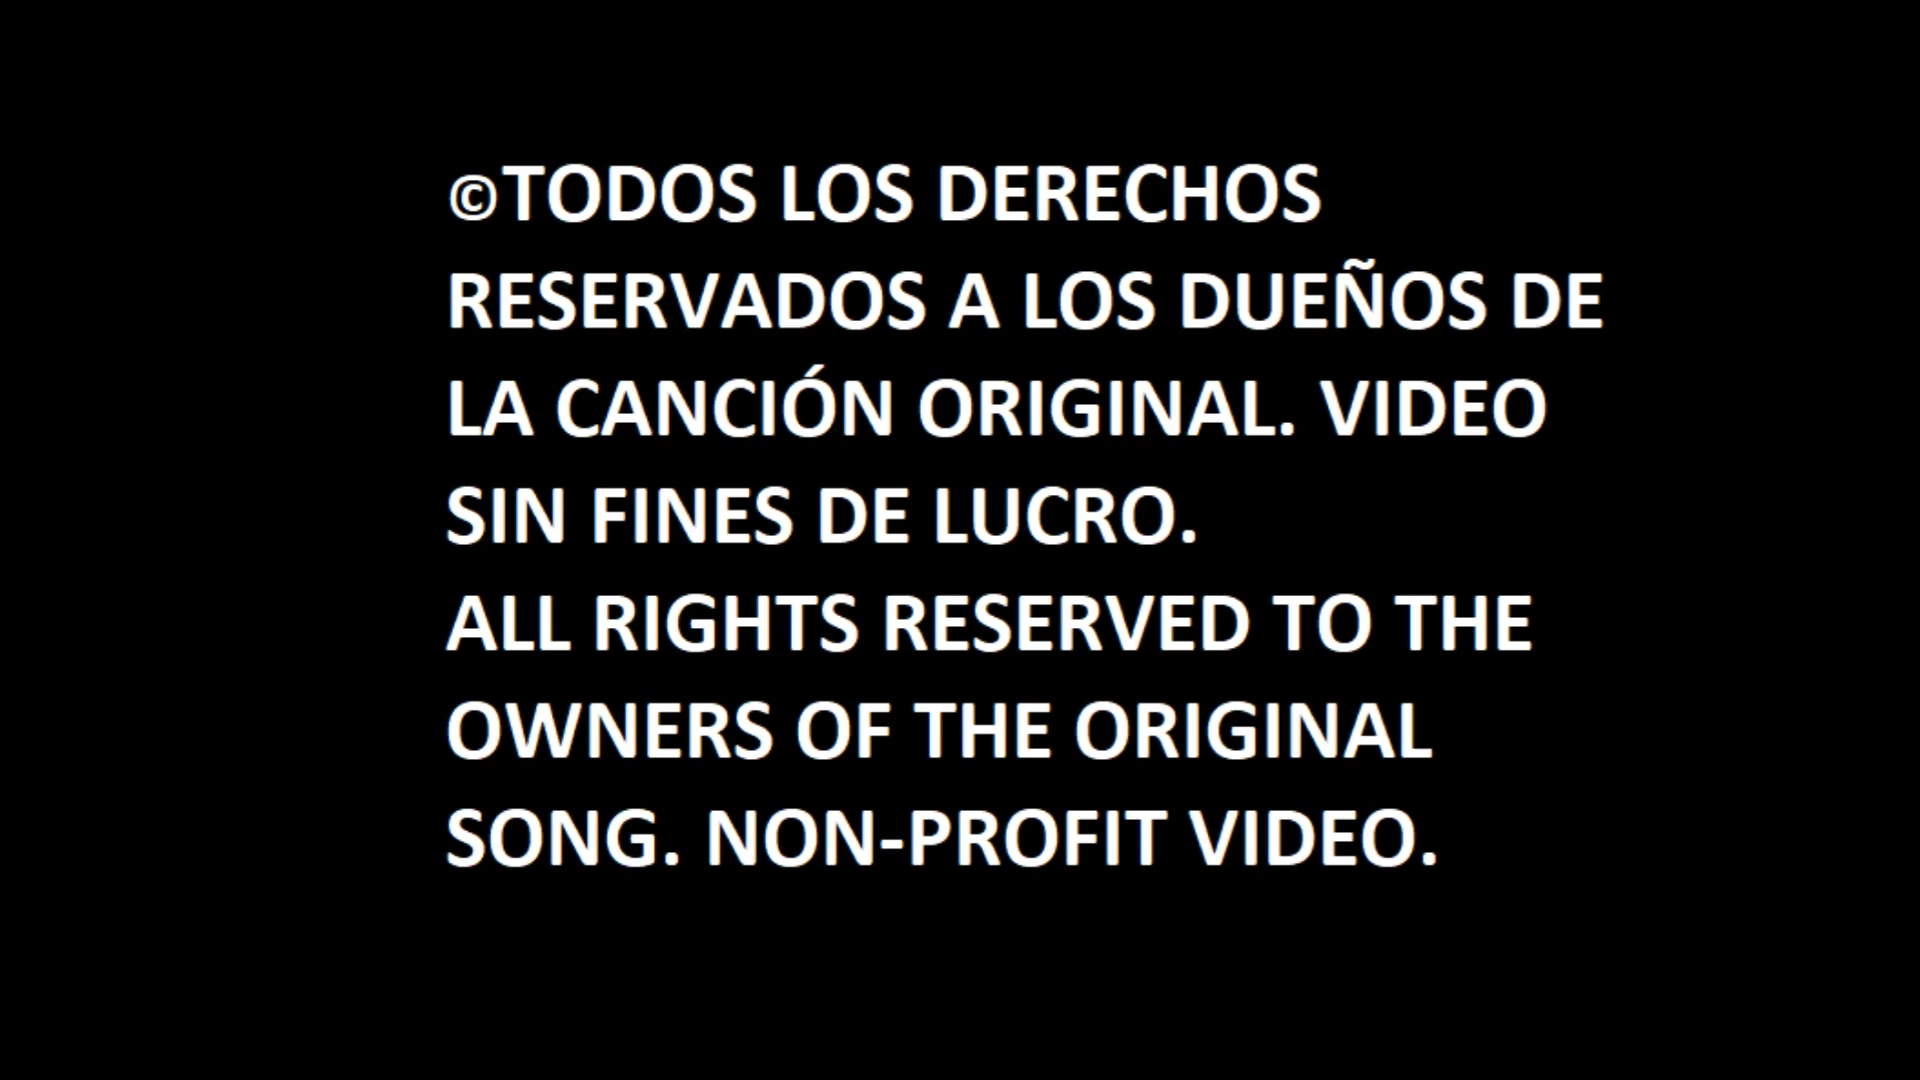 ©TODOS LOS DERECHOS
RESERVADOS A LOS DUEÑOS DE
LA CANCIÓN ORIGINAL. VIDEO
SIN FINES DE LUCRO.
ALL RIGHTS RESERVED TO THE
OWNERS OF THE ORIGINAL
SONG. NON-PROFIT VIDEO.